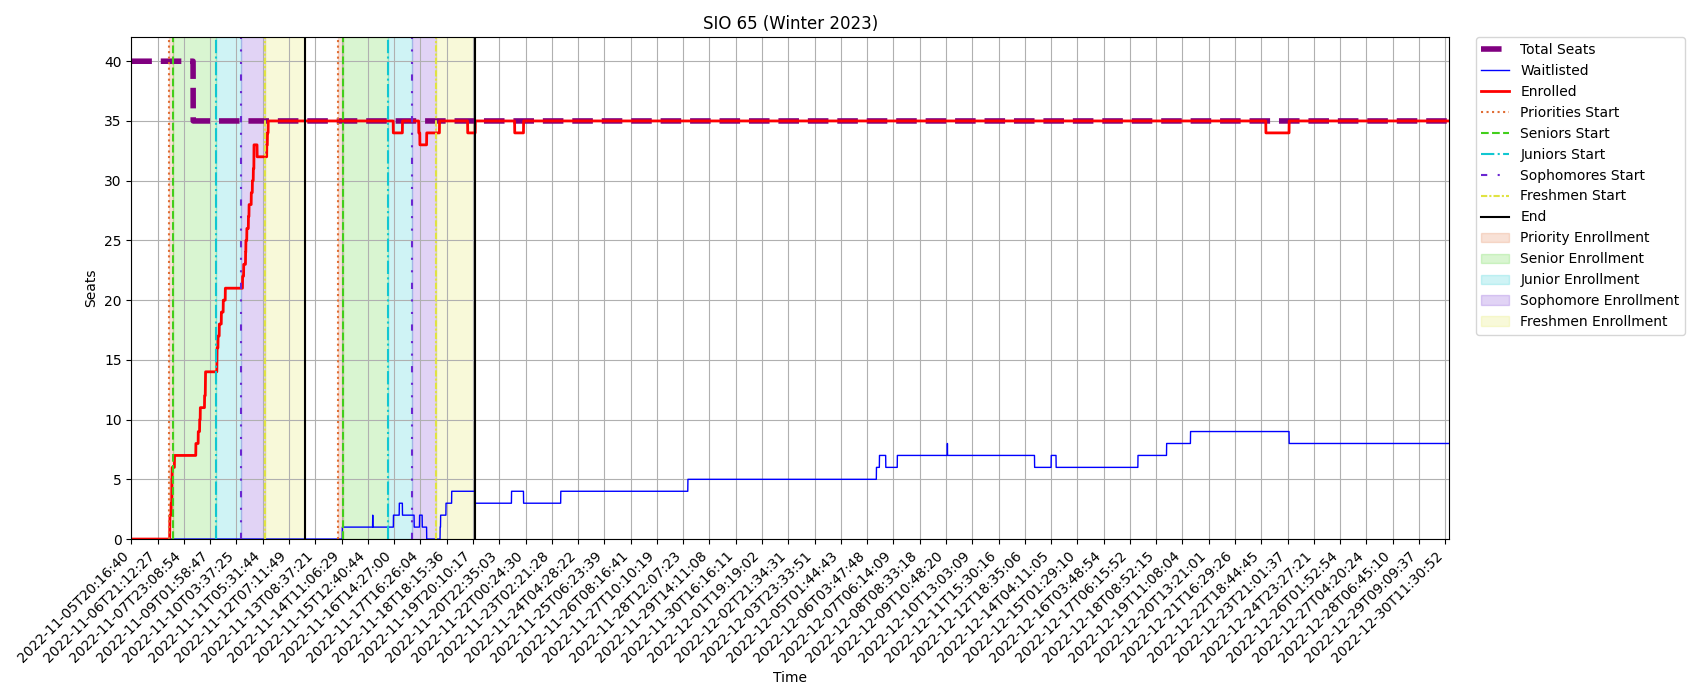 SIO 65 (Winter 2023)
Seats
40
35
30
25
20
15
10
5
0
2022-11-05T20:16:40
2022-11-06T21:12:27
2022-11-07T23:08:54
2022-11-09T01:58:47
2022-11-10T03:37:25
2022-11-11T05:31:44
2022-11-12T07:11:49
2022-11-13T08:37:21
2022-11-14T11:06:29
2022-11-15T12:40:44
2022-11-16T14:27:00
2022-11-17T16:26:04
2022-11-18T18:15:36
2022-11-19T20:10:17
2022-11-20T22:35:03
2022-11-22T00:24:30
2022-11-23T02:21:28
2022-11-24T04:28:22
2022-11-25T06:23:39
2022-11-26T08:16:41
2022-11-27T10:10:19
2022-11-28T12:07:23
2022-11-29T14:11:08
2022-11-30T16:16:11
2022-12-01T19:19:02
2022-12-02T21:34:31
2022-12-03T23:33:51
2022-12-05T01:44:43
2022-12-06T03:47:48
2022-12-07T06:14:09
2022-12-08T08:33:18
2022-12-09T10:48:20
2022-12-10T13:03:09
2022-12-11T15:30:16
2022-12-12T18:35:06
2022-12-14T04:11:05
2022-12-15T01:29:10
2022-12-16T03:48:54
2022-12-17T06:15:52
2022-12-18T08:52:15
2022-12-19T11:08:04
2022-12-20T13:21:01
2022-12-21T16:29:26
2022-12-22T18:44:45
2022-12-23T21:01:37
2022-12-24T23:27:21
2022-12-26T01:52:54
2022-12-27T04:20:24
2022-12-28T06:45:10
2022-12-29T09:09:37
2022-12-30T11:30:52
Time
Total Seats
Waitlisted
Enrolled
Priorities Start
Seniors Start
Juniors Start
Sophomores Start
Freshmen Start
End
Priority Enrollment
Senior Enrollment
Junior Enrollment
Sophomore Enrollment
Freshmen Enrollment